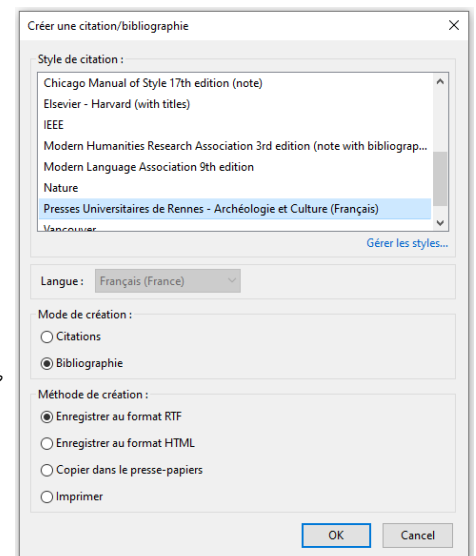 Créer une citation/bibliographie
Style de citation :
Chicago Manual of Style 17th edition (note)
Elsevier - Harvard (with titles)
IEEE
Modern Humanities Research Association 3rd edition (note with bibliograp...
Modern Language Association 9th edition
Nature
Presses Universitaires de Rennes - Archéologie et Culture (Français)
Vancouver
Gérer les styles...
Langue : Français (France)
Mode de création :
Citations
Bibliographie
Méthode de création :
Enregistrer au format RTF
Enregistrer au format HTML
Copier dans le presse-papiers
Imprimer
OK Cancel